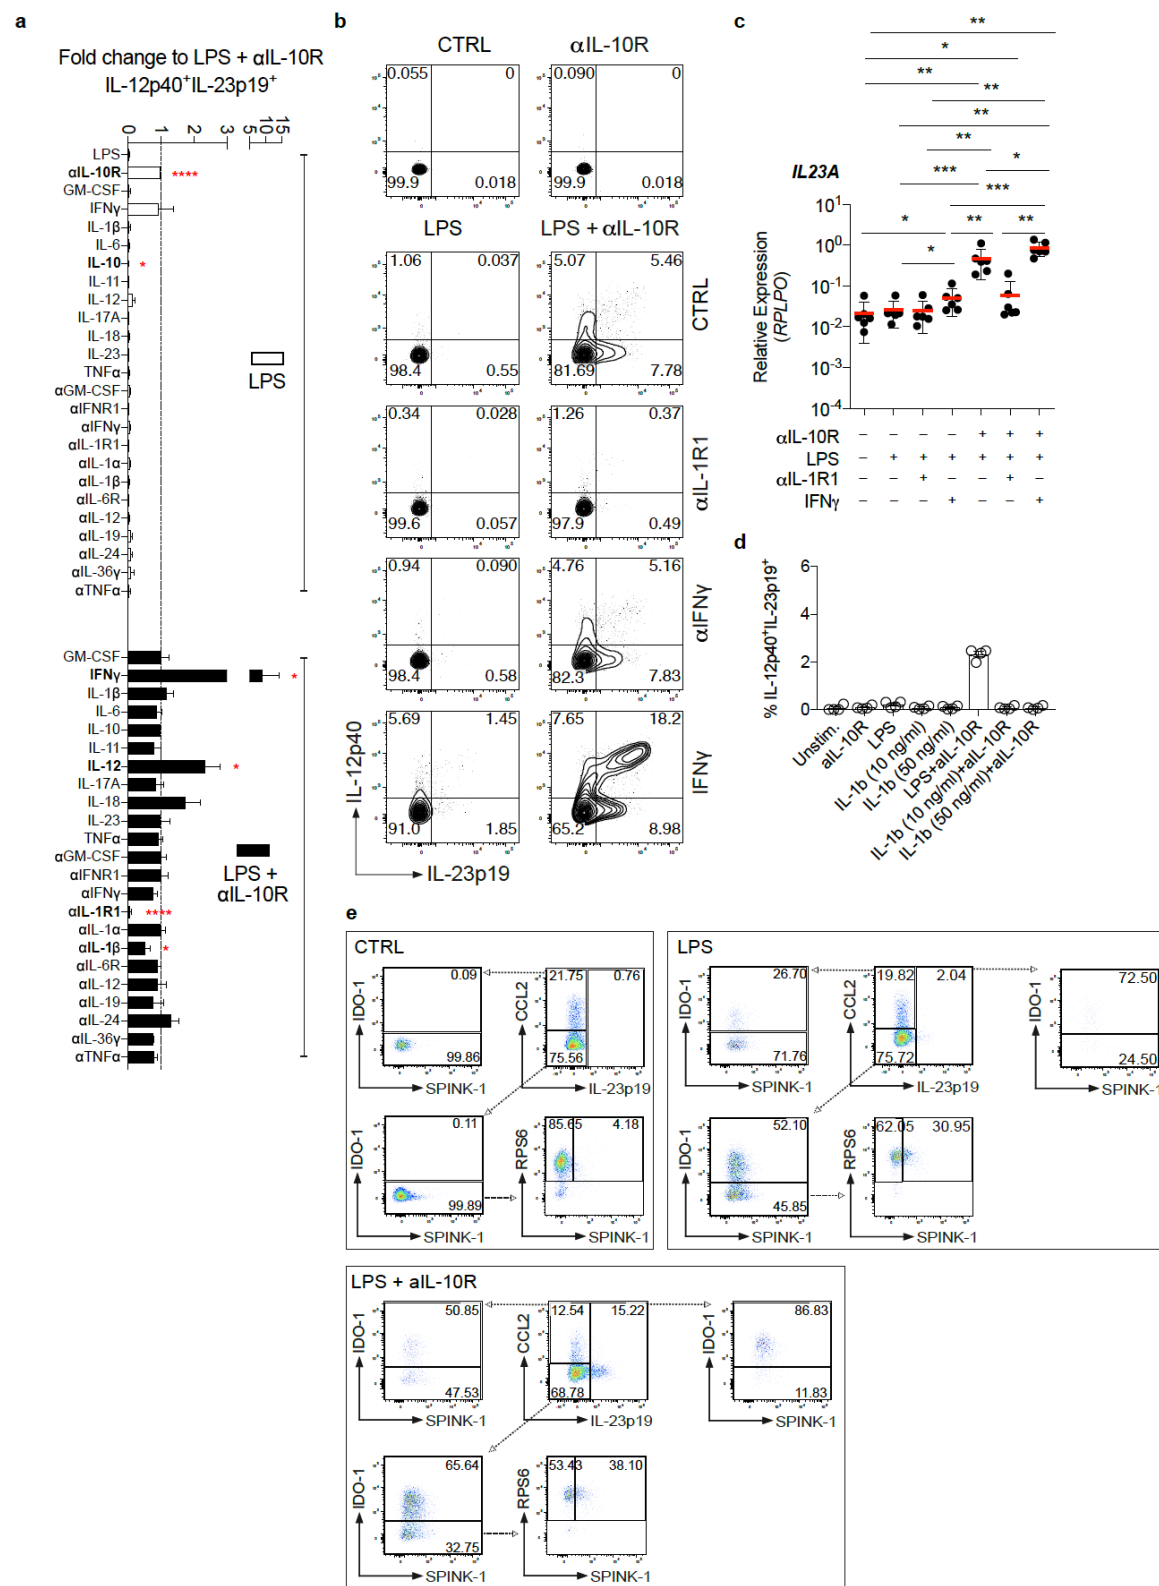 a
Fold change to LPS + αIL-10R
IL-12p40⁺IL-23p19⁺
0 1 2 3 5 10 15
LPS
αIL-10R ****
GM-CSF
IFNγ
IL-1β
IL-6
IL-10 *
IL-11
IL-12
IL-17A
IL-18
IL-23
TNFα
αGM-CSF
αIFNR1
αIFNγ
αIL-1R1
αIL-1α
αIL-1β
αIL-6R
αIL-12
αIL-19
αIL-24
αIL-36γ
αTNFα
LPS
GM-CSF
IFNγ *
IL-1β
IL-6
IL-10
IL-11
IL-12 *
IL-17A
IL-18
IL-23
TNFα
αGM-CSF
αIFNR1
αIFNγ
αIL-1R1 ****
αIL-1α
αIL-1β *
αIL-6R
αIL-12
αIL-19
αIL-24
αIL-36γ
αTNFα
LPS +
αIL-10R
b
CTRL αIL-10R
0.055 0 0.090 0
99.9 0.018 99.9 0.018
LPS LPS + αIL-10R
1.06 0.037 5.07 5.46
CTRL
98.4 0.55 81.69 7.78
0.34 0.028 1.26 0.37
αIL-1R1
99.6 0.057 97.9 0.49
0.94 0.090 4.76 5.16
αIFNγ
98.4 0.58 82.3 7.83
5.69 1.45 7.65 18.2
IFNγ
91.0 1.85 65.2 8.98
IL-12p40
IL-23p19
c
**
*
**
**
**
**
*
***
***
* ** **
*
IL23A
Relative Expression
(RPLPO)
10¹
10⁰
10⁻¹
10⁻²
10⁻³
10⁻⁴
αIL-10R – – – – + + +
LPS – + + + + + +
αIL-1R1 – – + – – + –
IFNγ – – – + – – +
d
% IL-12p40⁺IL-23p19⁺
6
4
2
0
Unstim.
aIL-10R
LPS
IL-1b (10 ng/ml)
IL-1b (50 ng/ml)
LPS+aIL-10R
IL-1b (10 ng/ml)+aIL-10R
IL-1b (50 ng/ml)+aIL-10R
e
CTRL
IDO-1 0.09 99.86 SPINK-1
CCL2 21.75 0.76 75.56 IL-23p19
IDO-1 0.11 99.89 SPINK-1
RPS6 85.65 4.18 SPINK-1
LPS
IDO-1 26.70 71.76 SPINK-1
CCL2 19.82 2.04 75.72 IL-23p19
IDO-1 72.50 24.50 SPINK-1
IDO-1 52.10 45.85 SPINK-1
RPS6 62.05 30.95 SPINK-1
LPS + aIL-10R
IDO-1 50.85 47.53 SPINK-1
CCL2 12.54 15.22 68.78 IL-23p19
IDO-1 86.83 11.83 SPINK-1
IDO-1 65.64 32.75 SPINK-1
RPS6 53.43 38.10 SPINK-1